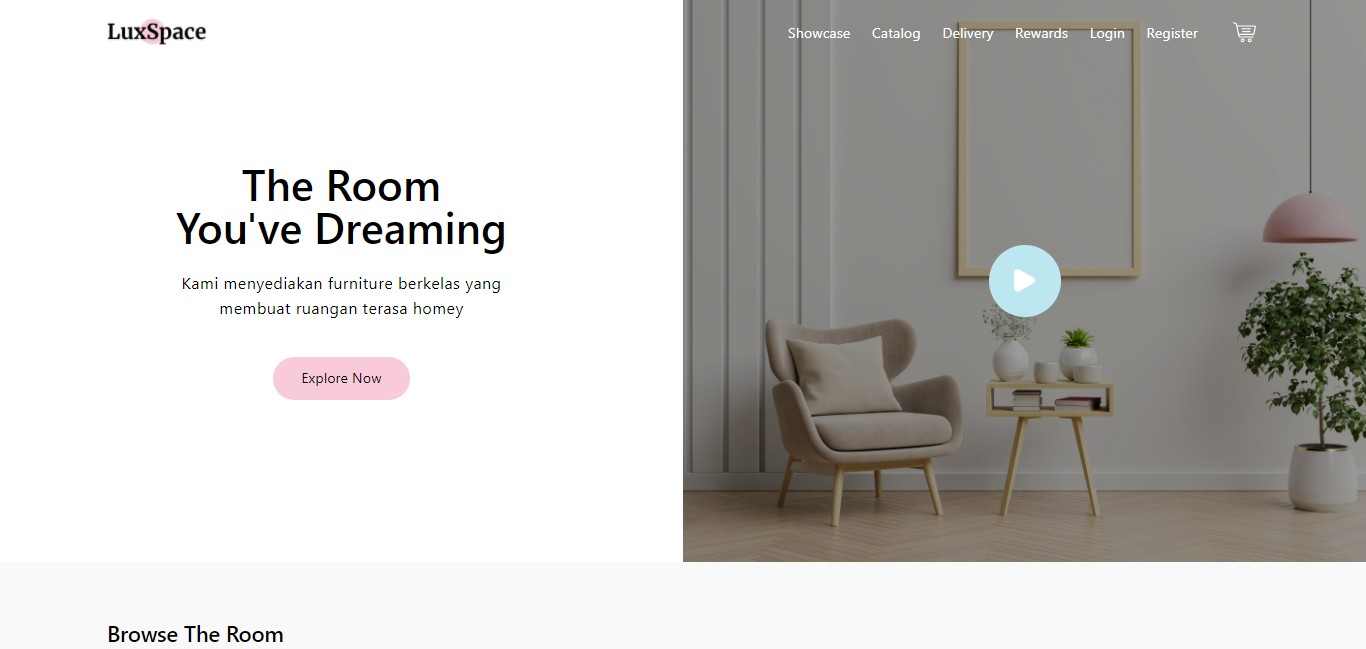 LuxSpace
Showcase Catalog Delivery Rewards Login Register
The Room
You've Dreaming
Kami menyediakan furniture berkelas yang
membuat ruangan terasa homey
Explore Now
Browse The Room